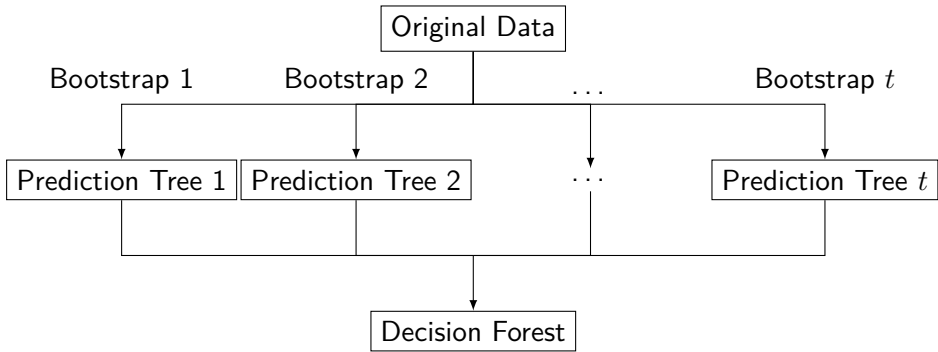 Original Data
Bootstrap 1
Bootstrap 2
. . .
Bootstrap t
Prediction Tree 1
Prediction Tree 2
. . .
Prediction Tree t
Decision Forest